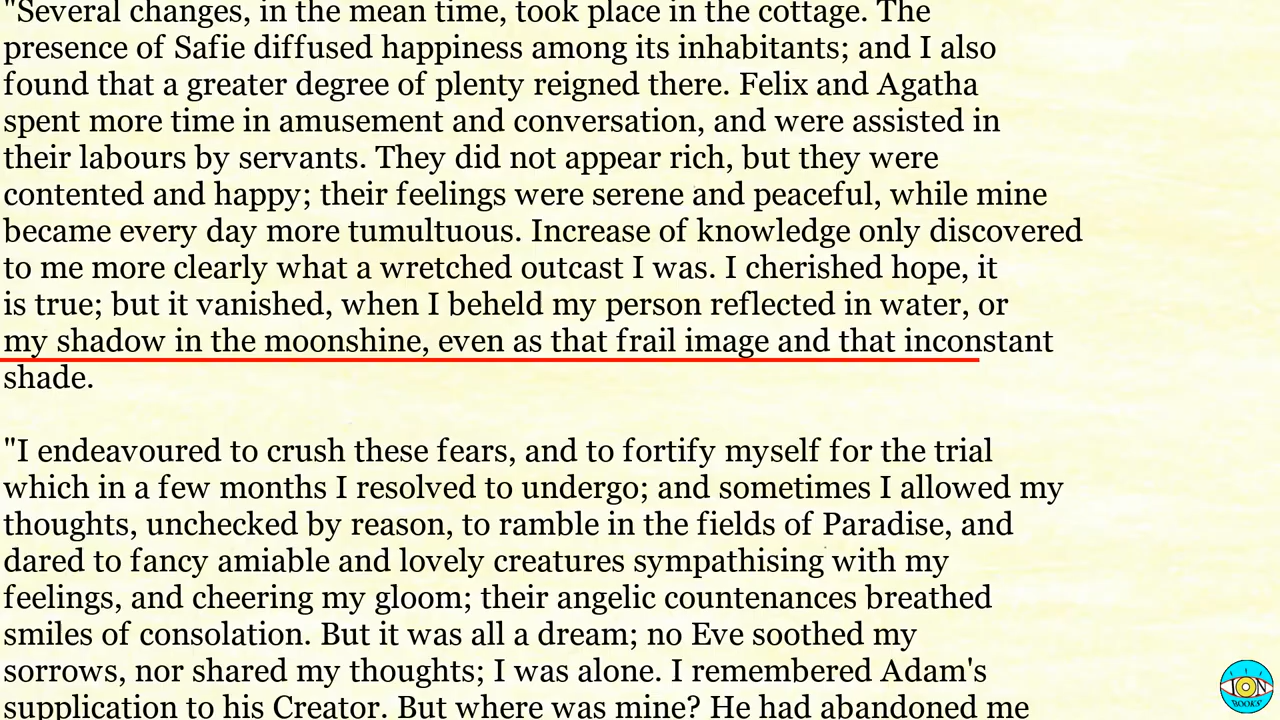 "Several changes, in the mean time, took place in the cottage. The
presence of Safie diffused happiness among its inhabitants; and I also
found that a greater degree of plenty reigned there. Felix and Agatha
spent more time in amusement and conversation, and were assisted in
their labours by servants. They did not appear rich, but they were
contented and happy; their feelings were serene and peaceful, while mine
became every day more tumultuous. Increase of knowledge only discovered
to me more clearly what a wretched outcast I was. I cherished hope, it
is true; but it vanished, when I beheld my person reflected in water, or
my shadow in the moonshine, even as that frail image and that inconstant
shade.
"I endeavoured to crush these fears, and to fortify myself for the trial
which in a few months I resolved to undergo; and sometimes I allowed my
thoughts, unchecked by reason, to ramble in the fields of Paradise, and
dared to fancy amiable and lovely creatures sympathising with my
feelings, and cheering my gloom; their angelic countenances breathed
smiles of consolation. But it was all a dream; no Eve soothed my
sorrows, nor shared my thoughts; I was alone. I remembered Adam's
supplication to his Creator. But where was mine? He had abandoned me
ION
BOOKS